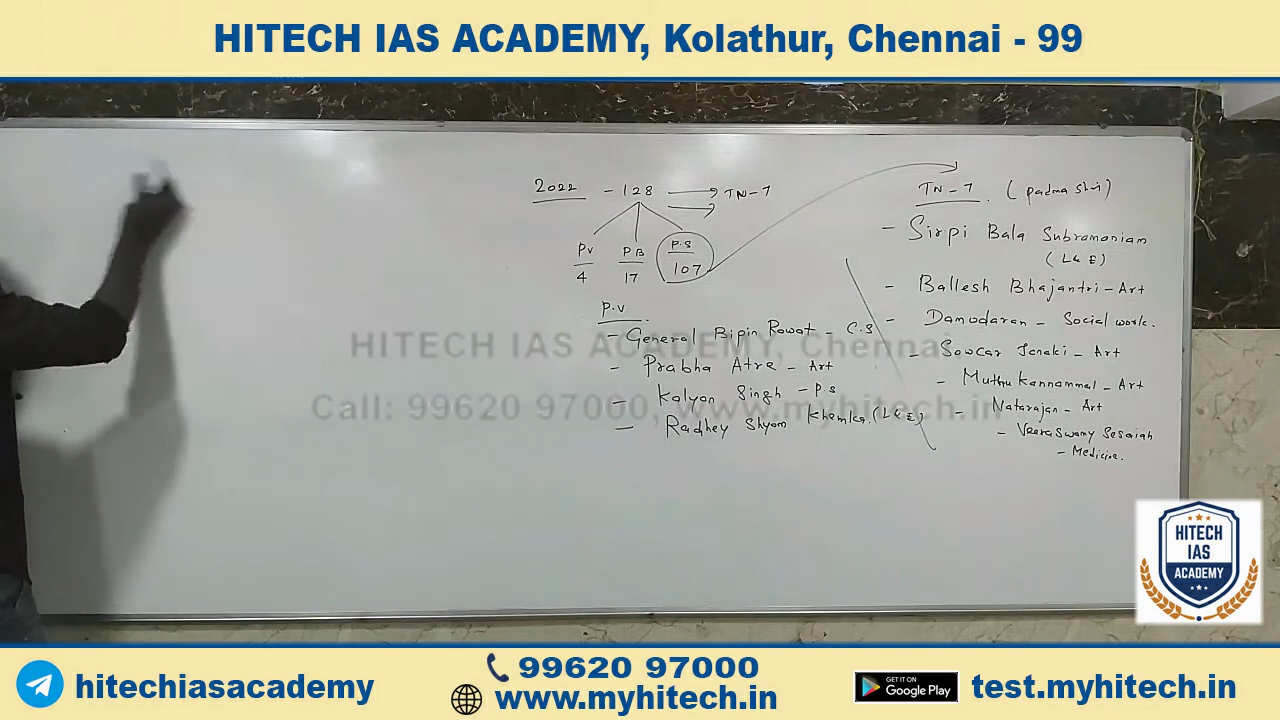 HITECH IAS ACADEMY, Kolathur, Chennai - 99
2022 - 128 → TN-7
PV PB P.S
4 17 107
P.V
- General Bipin Rawat - C.S
- Prabha Atre - Art
- Kalyan Singh - P.S
- Radhey Shyam Khemka (L& E)
TN-7. (Padma Shri)
- Sirpi Bala Subramaniam
(L& E)
- Ballesh Bhajantri - Art
- Damodaran - Social work.
- Sowcar Janaki - Art
- Muthu Kannammal - Art
- Natarajan - Art
- Veeraswamy Sesaiah
- Medicine.
HITECH IAS ACADEMY, Chennai
Call: 99620 97000, www.myhitech.in
HITECH
IAS
ACADEMY
hitechiasacademy
99620 97000
www.myhitech.in
GET IT ON
Google Play
test.myhitech.in